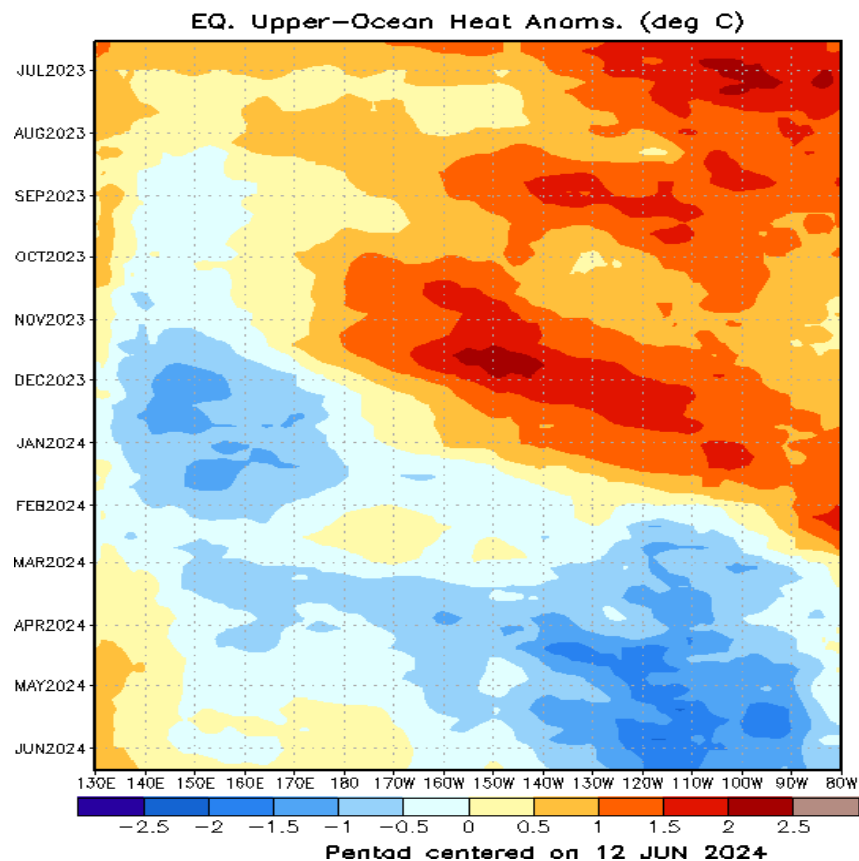 EQ. Upper-Ocean Heat Anoms. (deg C)
JUL2023
AUG2023
SEP2023
OCT2023
NOV2023
DEC2023
JAN2024
FEB2024
MAR2024
APR2024
MAY2024
JUN2024
130E 140E 150E 160E 170E 180 170W 160W 150W 140W 130W 120W 110W 100W 90W 80W
-2.5 -2 -1.5 -1 -0.5 0 0.5 1 1.5 2 2.5
Pentad centered on 12 JUN 2024